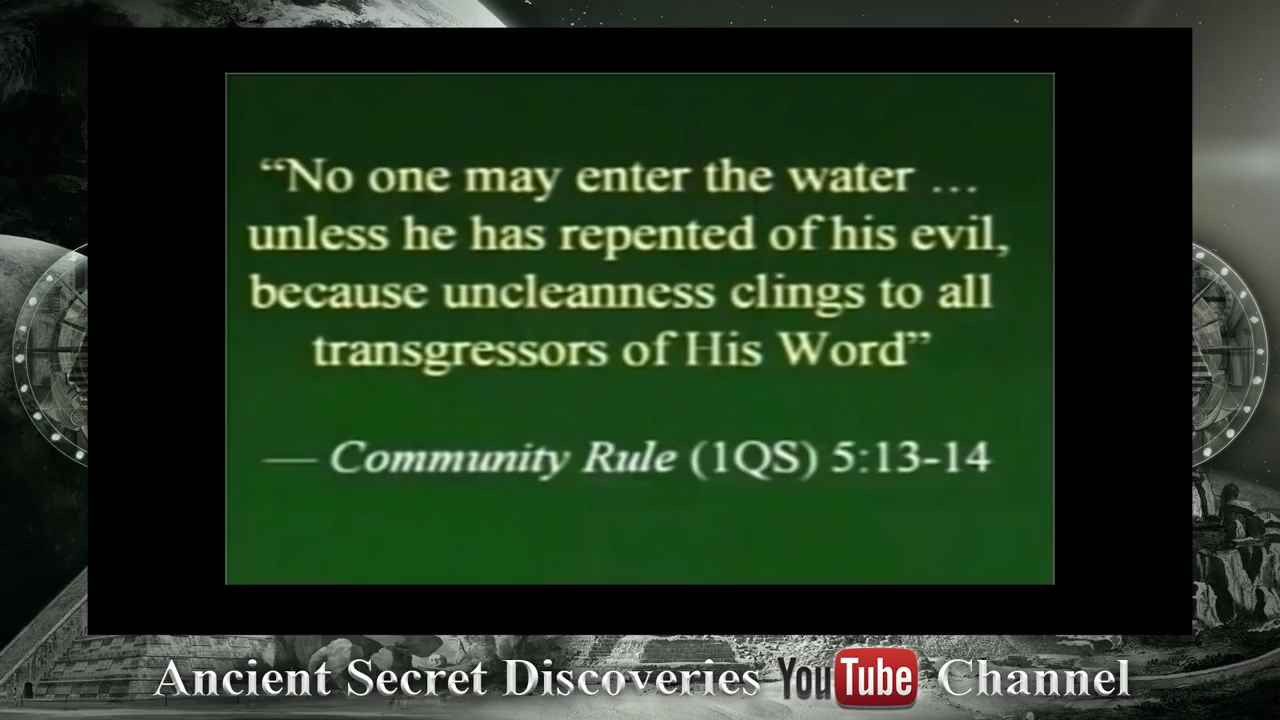 “No one may enter the water …
unless he has repented of his evil,
because uncleanness clings to all
transgressors of His Word”
— Community Rule (1QS) 5:13-14
Ancient Secret Discoveries YouTube Channel